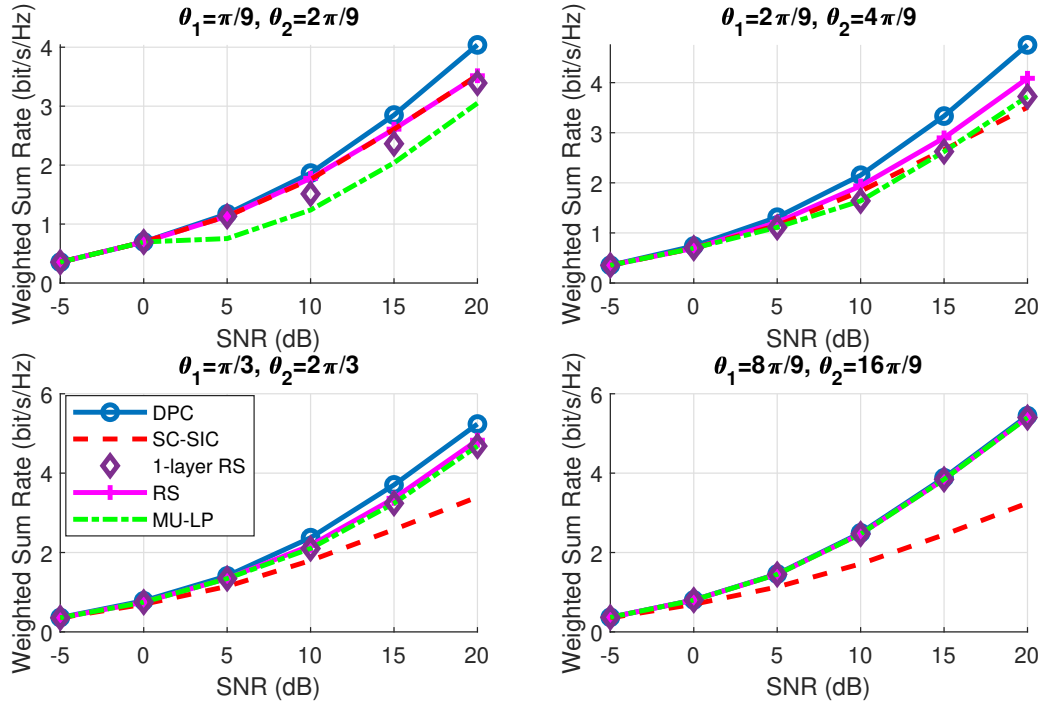 θ1=π/9, θ2=2π/9
Weighted Sum Rate (bit/s/Hz)
4
3
2
1
0
-5 0 5 10 15 20
SNR (dB)
θ1=2π/9, θ2=4π/9
Weighted Sum Rate (bit/s/Hz)
4
3
2
1
0
-5 0 5 10 15 20
SNR (dB)
θ1=π/3, θ2=2π/3
Weighted Sum Rate (bit/s/Hz)
6
4
2
0
DPC
SC-SIC
1-layer RS
RS
MU-LP
-5 0 5 10 15 20
SNR (dB)
θ1=8π/9, θ2=16π/9
Weighted Sum Rate (bit/s/Hz)
6
4
2
0
-5 0 5 10 15 20
SNR (dB)